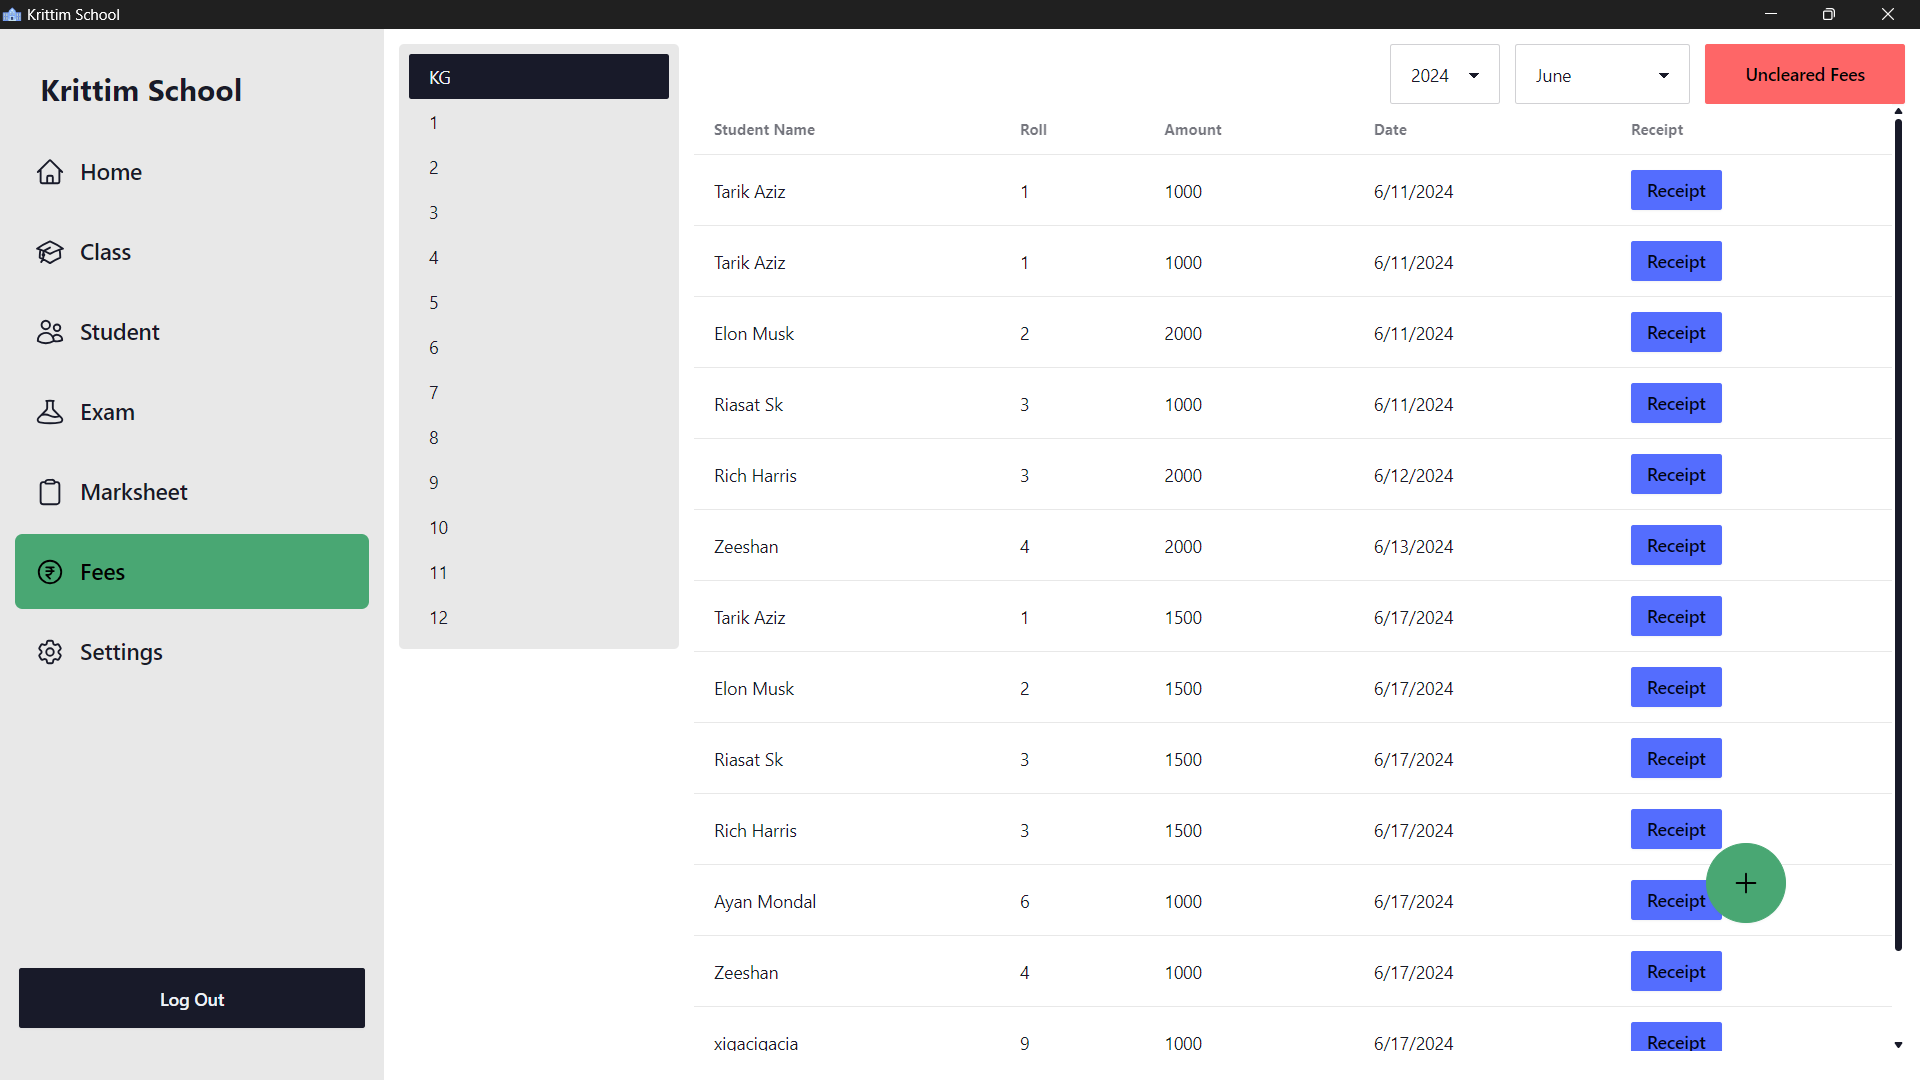 Krittim School
Krittim School
Home
Class
Student
Exam
Marksheet
Fees
Settings
Log Out
KG
1
2
3
4
5
6
7
8
9
10
11
12
2024 June Uncleared Fees
Student Name Roll Amount Date Receipt
Tarik Aziz 1 1000 6/11/2024 Receipt
Tarik Aziz 1 1000 6/11/2024 Receipt
Elon Musk 2 2000 6/11/2024 Receipt
Riasat Sk 3 1000 6/11/2024 Receipt
Rich Harris 3 2000 6/12/2024 Receipt
Zeeshan 4 2000 6/13/2024 Receipt
Tarik Aziz 1 1500 6/17/2024 Receipt
Elon Musk 2 1500 6/17/2024 Receipt
Riasat Sk 3 1500 6/17/2024 Receipt
Rich Harris 3 1500 6/17/2024 Receipt
Ayan Mondal 6 1000 6/17/2024 Receipt
Zeeshan 4 1000 6/17/2024 Receipt
9 1000 6/17/2024 Receipt